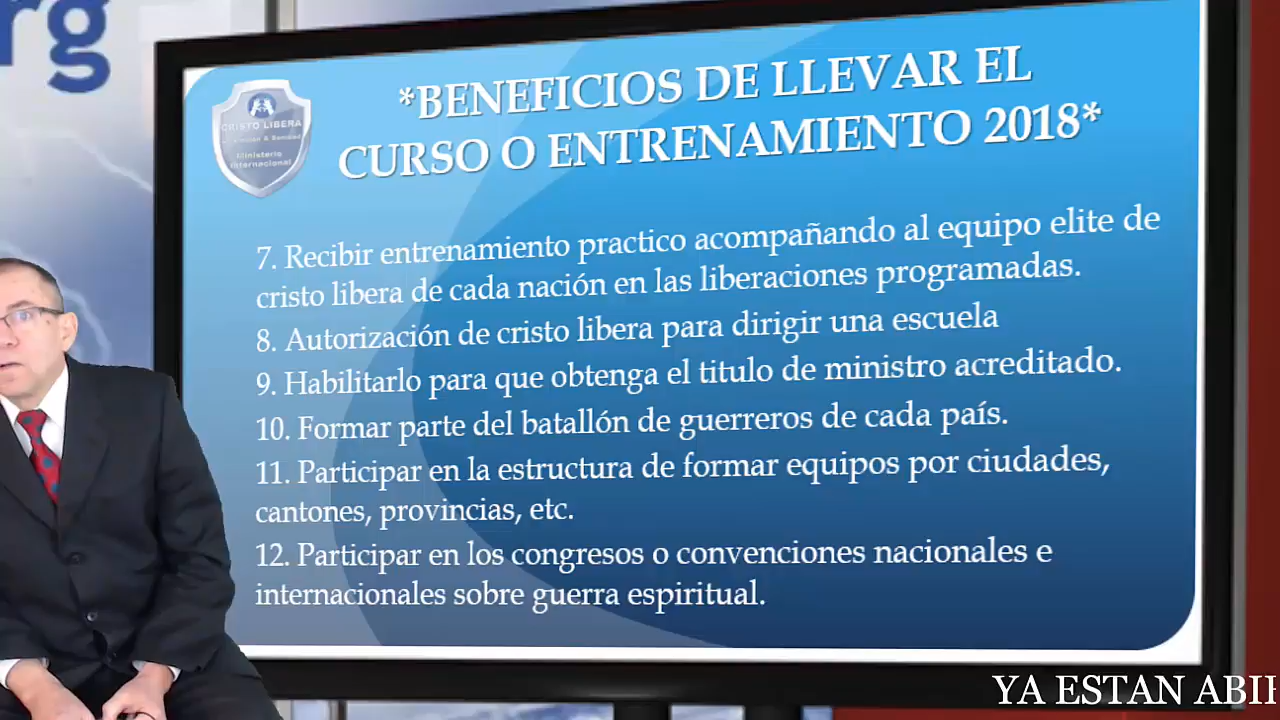 rg
*BENEFICIOS DE LLEVAR EL
CURSO O ENTRENAMIENTO 2018*
CRISTO LIBERA
Ministerio
Internacional
7. Recibir entrenamiento practico acompañando al equipo elite de
cristo libera de cada nación en las liberaciones programadas.
8. Autorización de cristo libera para dirigir una escuela
9. Habilitarlo para que obtenga el titulo de ministro acreditado.
10. Formar parte del batallón de guerreros de cada país.
11. Participar en la estructura de formar equipos por ciudades,
cantones, provincias, etc.
12. Participar en los congresos o convenciones nacionales e
internacionales sobre guerra espiritual.
YA ESTAN ABIE